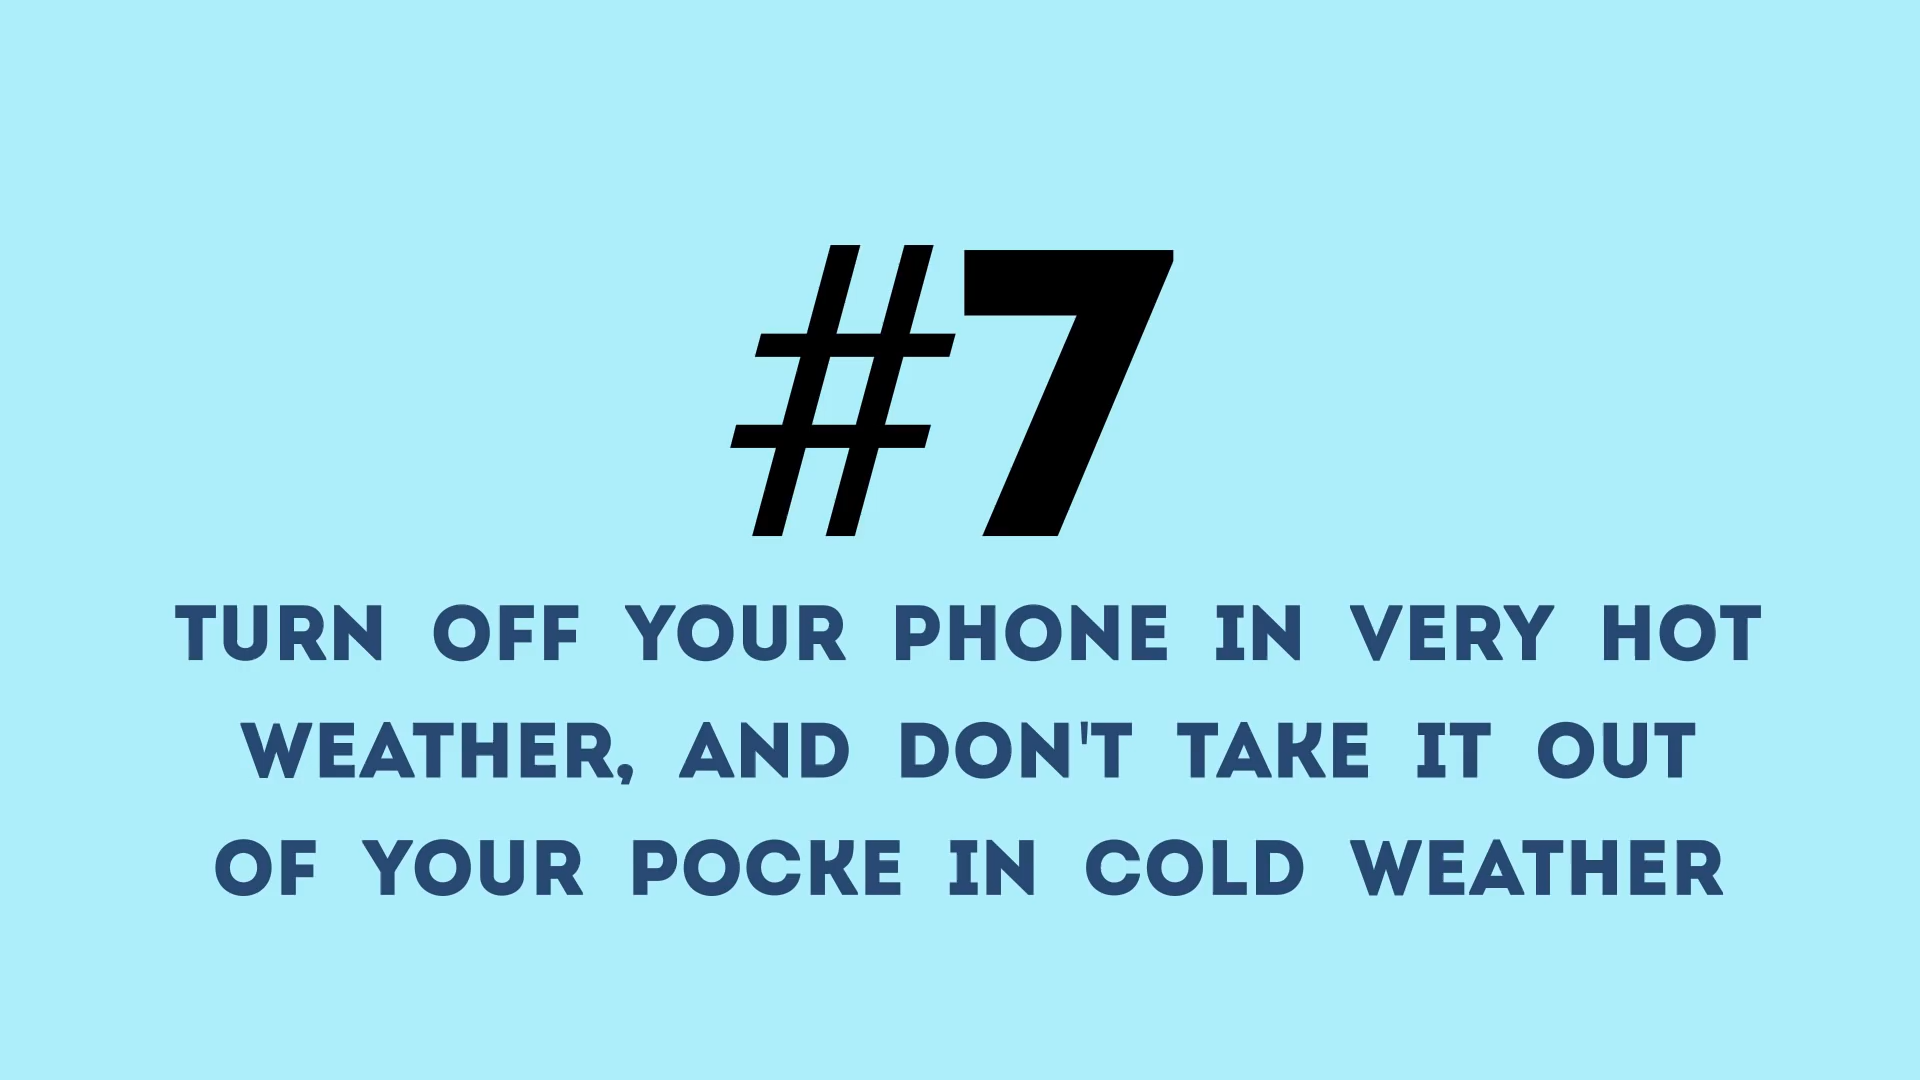 #7
TURN OFF YOUR PHONE IN VERY HOT
WEATHER, AND DON'T TAKE IT OUT
OF YOUR POCKE IN COLD WEATHER